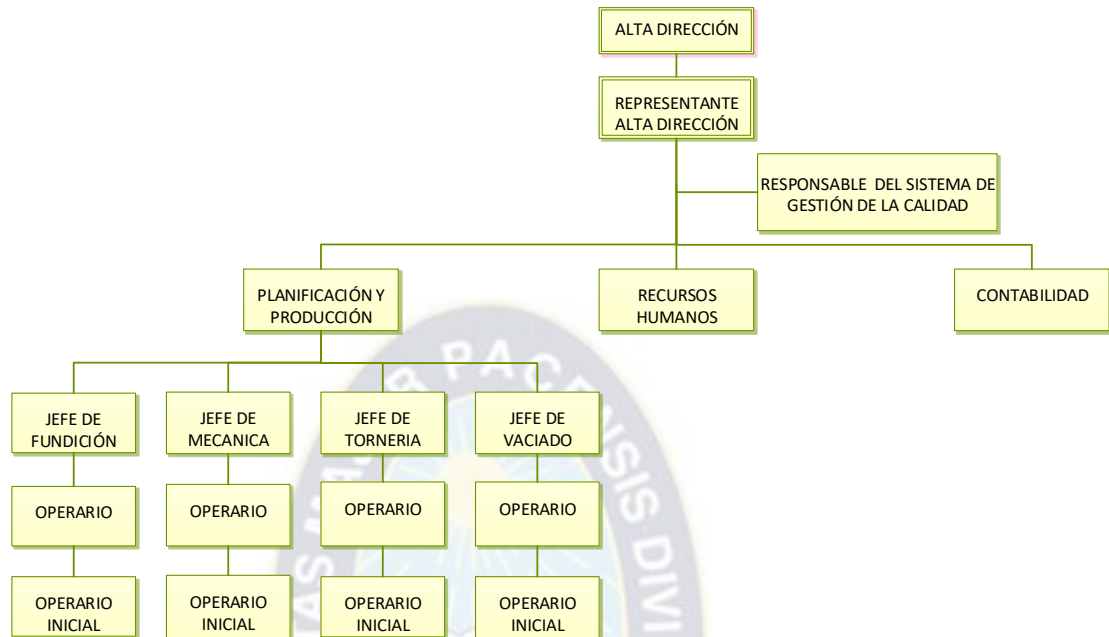 ALTA DIRECCIÓN
REPRESENTANTE
ALTA DIRECCIÓN
RESPONSABLE DEL SISTEMA DE
GESTIÓN DE LA CALIDAD
PLANIFICACIÓN Y
PRODUCCIÓN
RECURSOS
HUMANOS
CONTABILIDAD
JEFE DE
FUNDICIÓN
JEFE DE
MECANICA
JEFE DE
TORNERIA
JEFE DE
VACIADO
OPERARIO
OPERARIO
OPERARIO
OPERARIO
OPERARIO
INICIAL
OPERARIO
INICIAL
OPERARIO
INICIAL
OPERARIO
INICIAL
PACENSIS DIVI